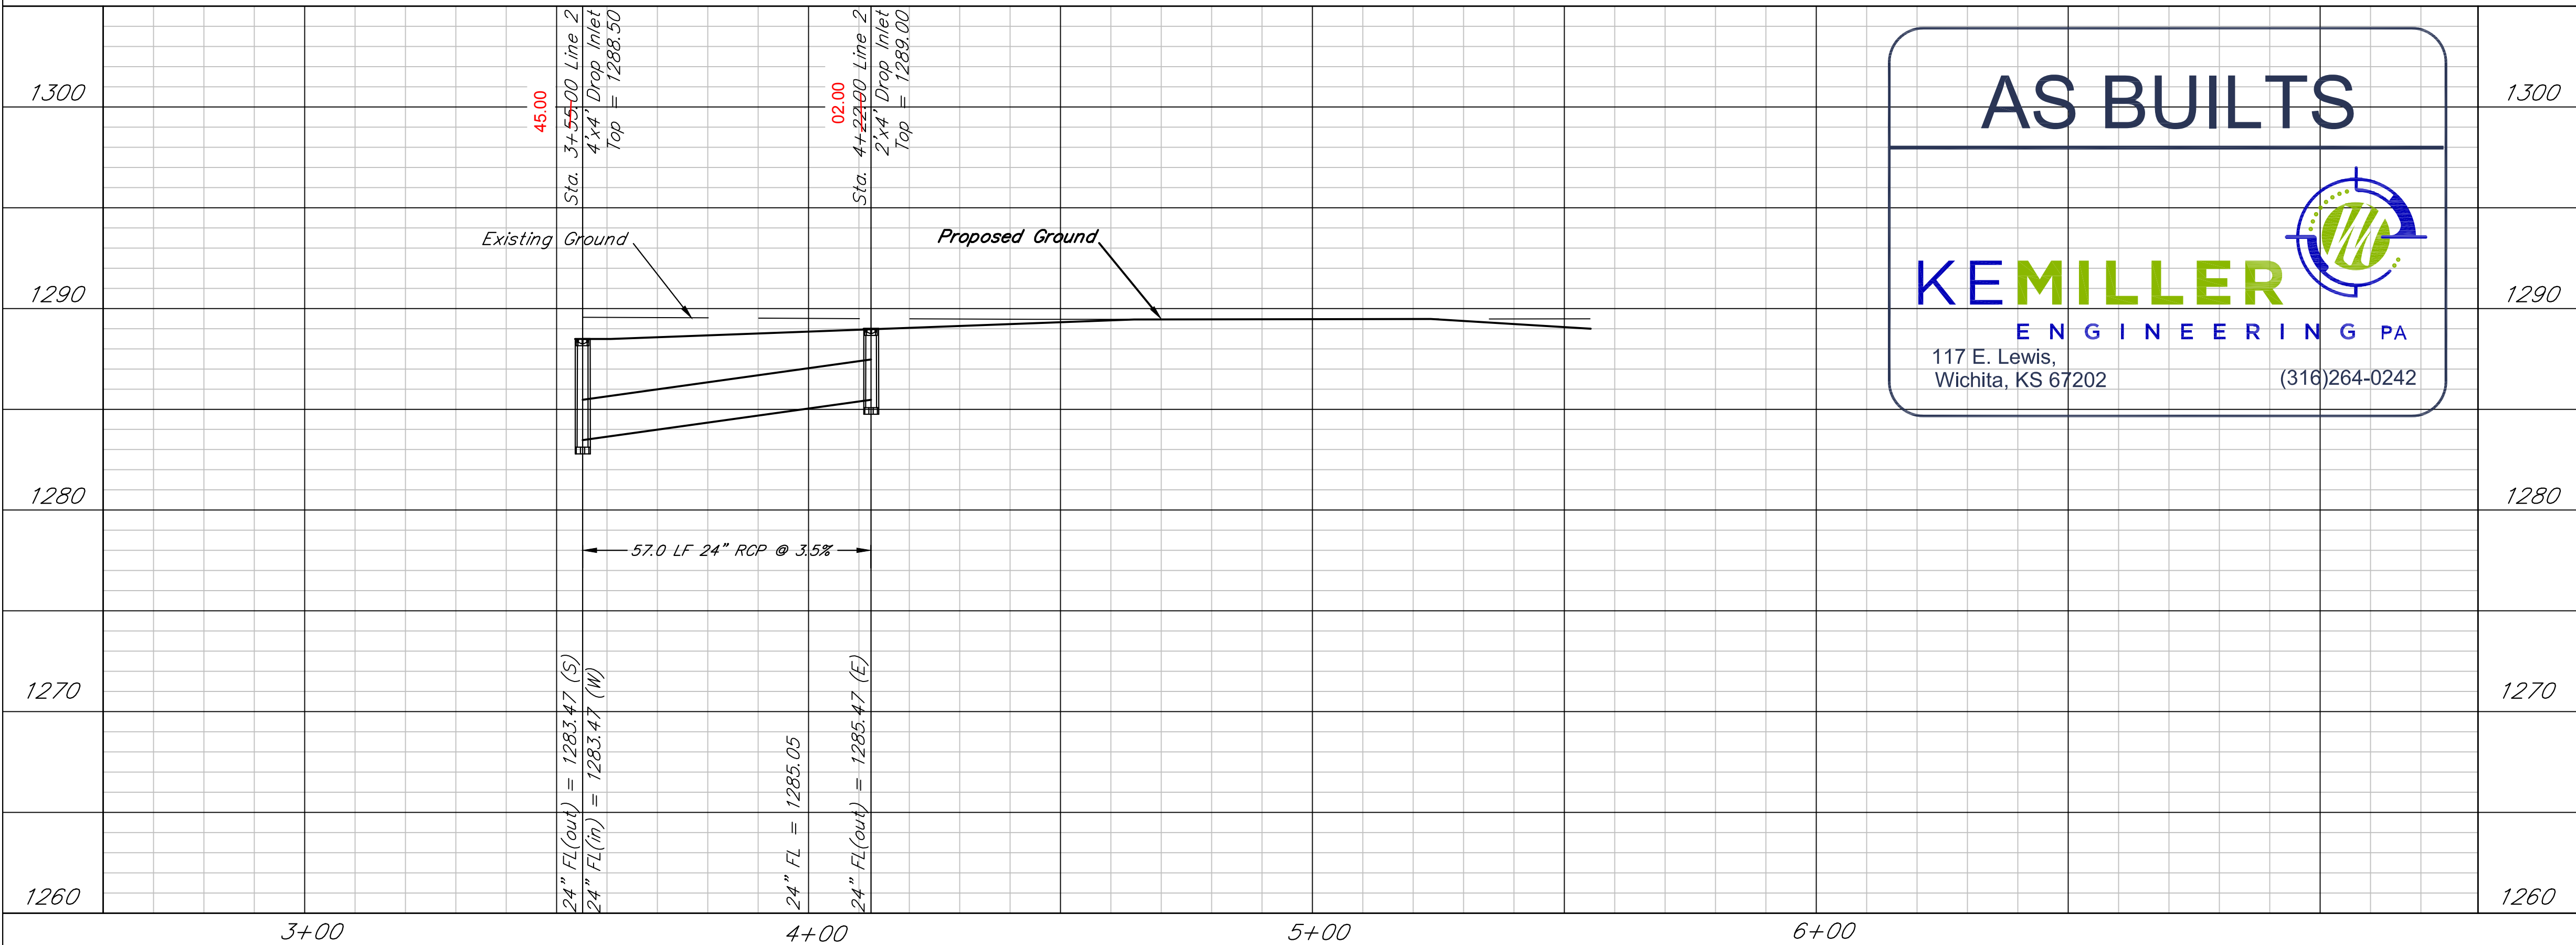 Sta. 3+55.00 Line 2
4'x4' Drop Inlet
Top = 1288.50
45.00
Sta. 4+22.00 Line 2
2'x4' Drop Inlet
Top = 1289.00
02.00
AS BUILTS
KEMILLER
ENGINEERING PA
117 E. Lewis,
Wichita, KS 67202
(316)264-0242
1300
1300
Existing Ground
Proposed Ground
1290
1290
1280
1280
57.0 LF 24" RCP @ 3.5%
1270
1270
24" FL(out) = 1283.47 (S)
24" FL(in) = 1283.47 (W)
24" FL = 1285.05
24" FL(out) = 1285.47 (E)
1260
1260
3+00
4+00
5+00
6+00